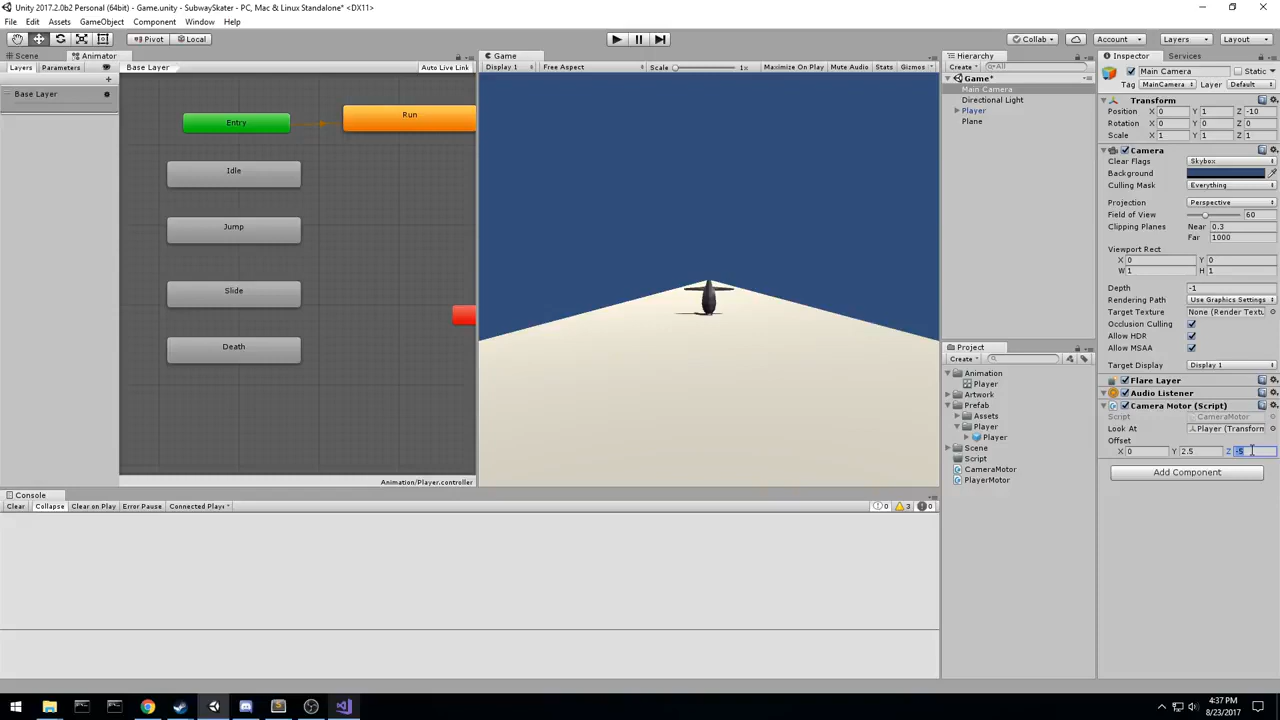 Unity 2017.2.0b2 Personal (64bit) - Game.unity - SubwaySkater - PC, Mac & Linux Standalone* <DX11>
File Edit Assets GameObject Component Window Help
Pivot Local Collab Account Layers Layout
Scene Animator
Layers Parameters
Base Layer
Auto Live Link
Base Layer
Entry
Run
Idle
Jump
Slide
Death
Animation/Player.controller
Game
Display 1 Free Aspect Scale 1x Maximize On Play Mute Audio Stats Gizmos
Hierarchy
Create All
Game*
Main Camera
Directional Light
Player
Plane
Project
Create
Animation
Player
Artwork
Prefab
Assets
Player
Player
Scene
Script
CameraMotor
PlayerMotor
Inspector Services
Main Camera Static
Tag MainCamera Layer Default
Transform
Position X 0 Y 1 Z -10
Rotation X 0 Y 0 Z 0
Scale X 1 Y 1 Z 1
Camera
Clear Flags Skybox
Background
Culling Mask Everything
Projection Perspective
Field of View 60
Clipping Planes Near 0.3
Far 1000
Viewport Rect
X 0 Y 0
W 1 H 1
Depth -1
Rendering Path Use Graphics Settings
Target Texture None (Render Textu
Occlusion Culling
Allow HDR
Allow MSAA
Target Display Display 1
Flare Layer
Audio Listener
Camera Motor (Script)
Script CameraMotor
Look At Player (Transform
Offset
X 0 Y 2.5 Z -5
Add Component
Console
Clear Collapse Clear on Play Error Pause Connected Player
0 3 0
4:37 PM
8/23/2017